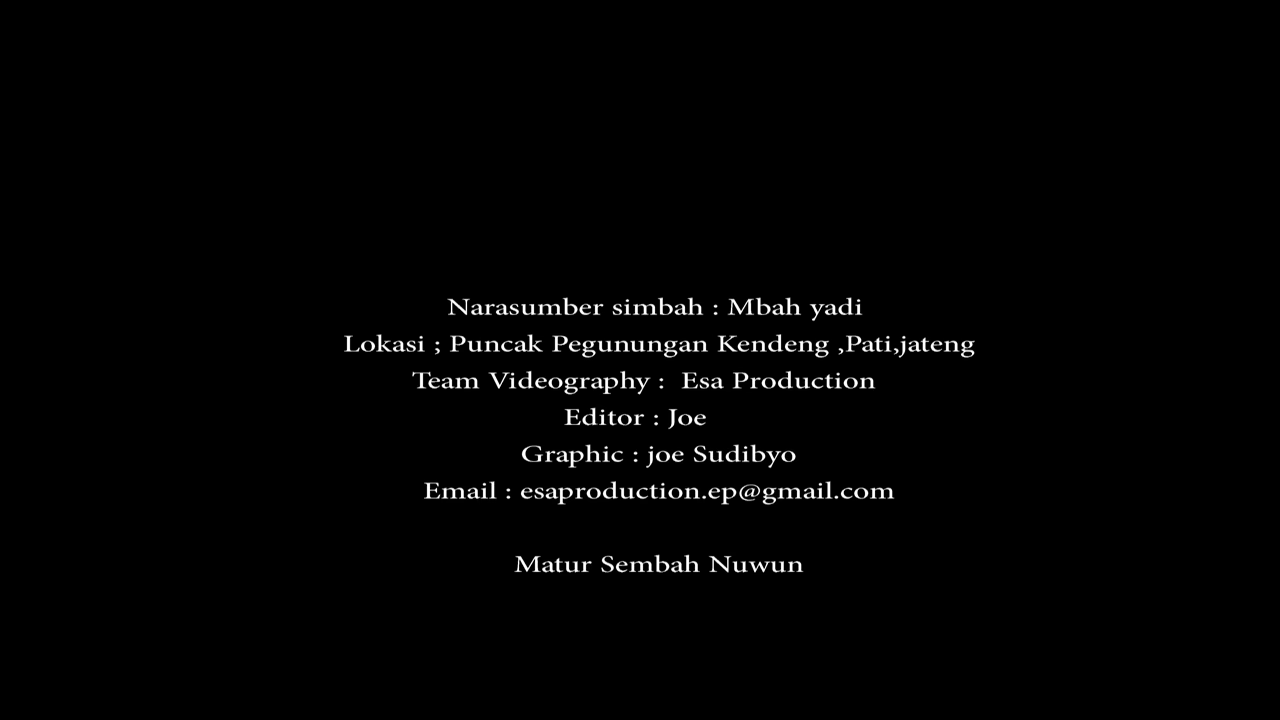 Narasumber simbah : Mbah yadi
Lokasi ; Puncak Pegunungan Kendeng ,Pati,jateng
Team Videography :  Esa Production
Editor : Joe
Graphic : joe Sudibyo
Email : esaproduction.ep@gmail.com
Matur Sembah Nuwun